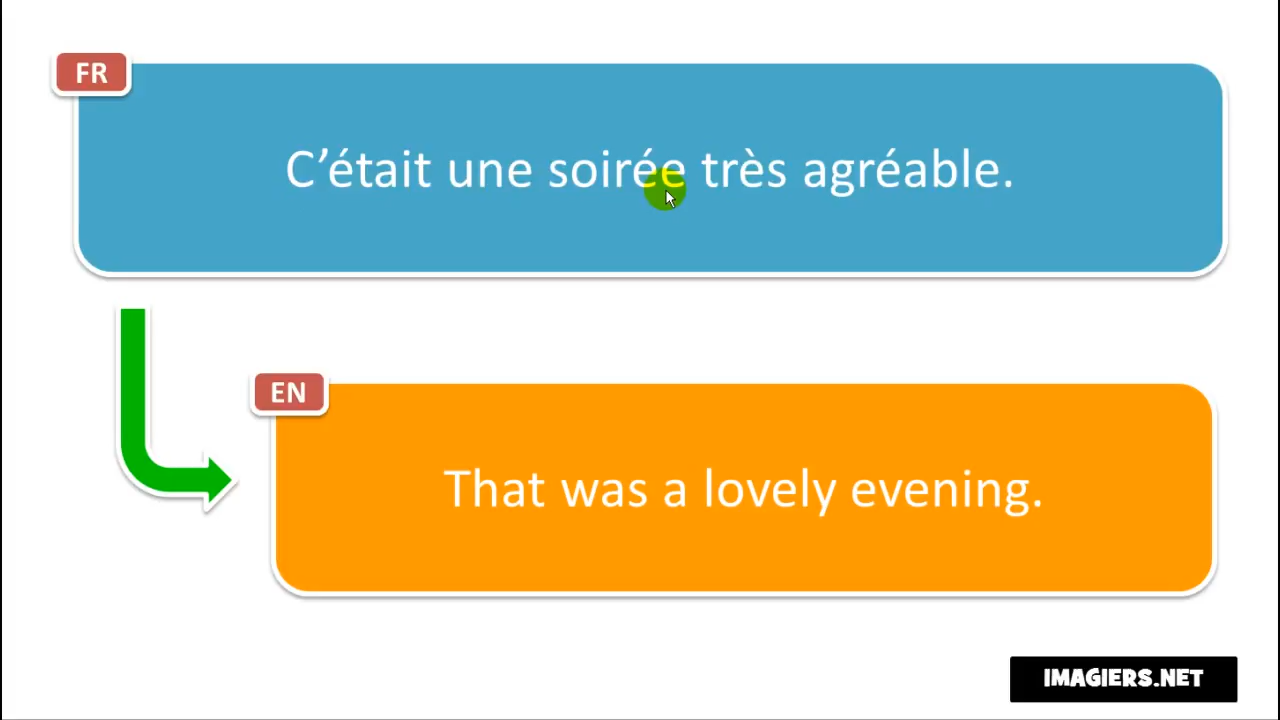 FR
C’était une soirée très agréable.
EN
That was a lovely evening.
IMAGIERS.NET